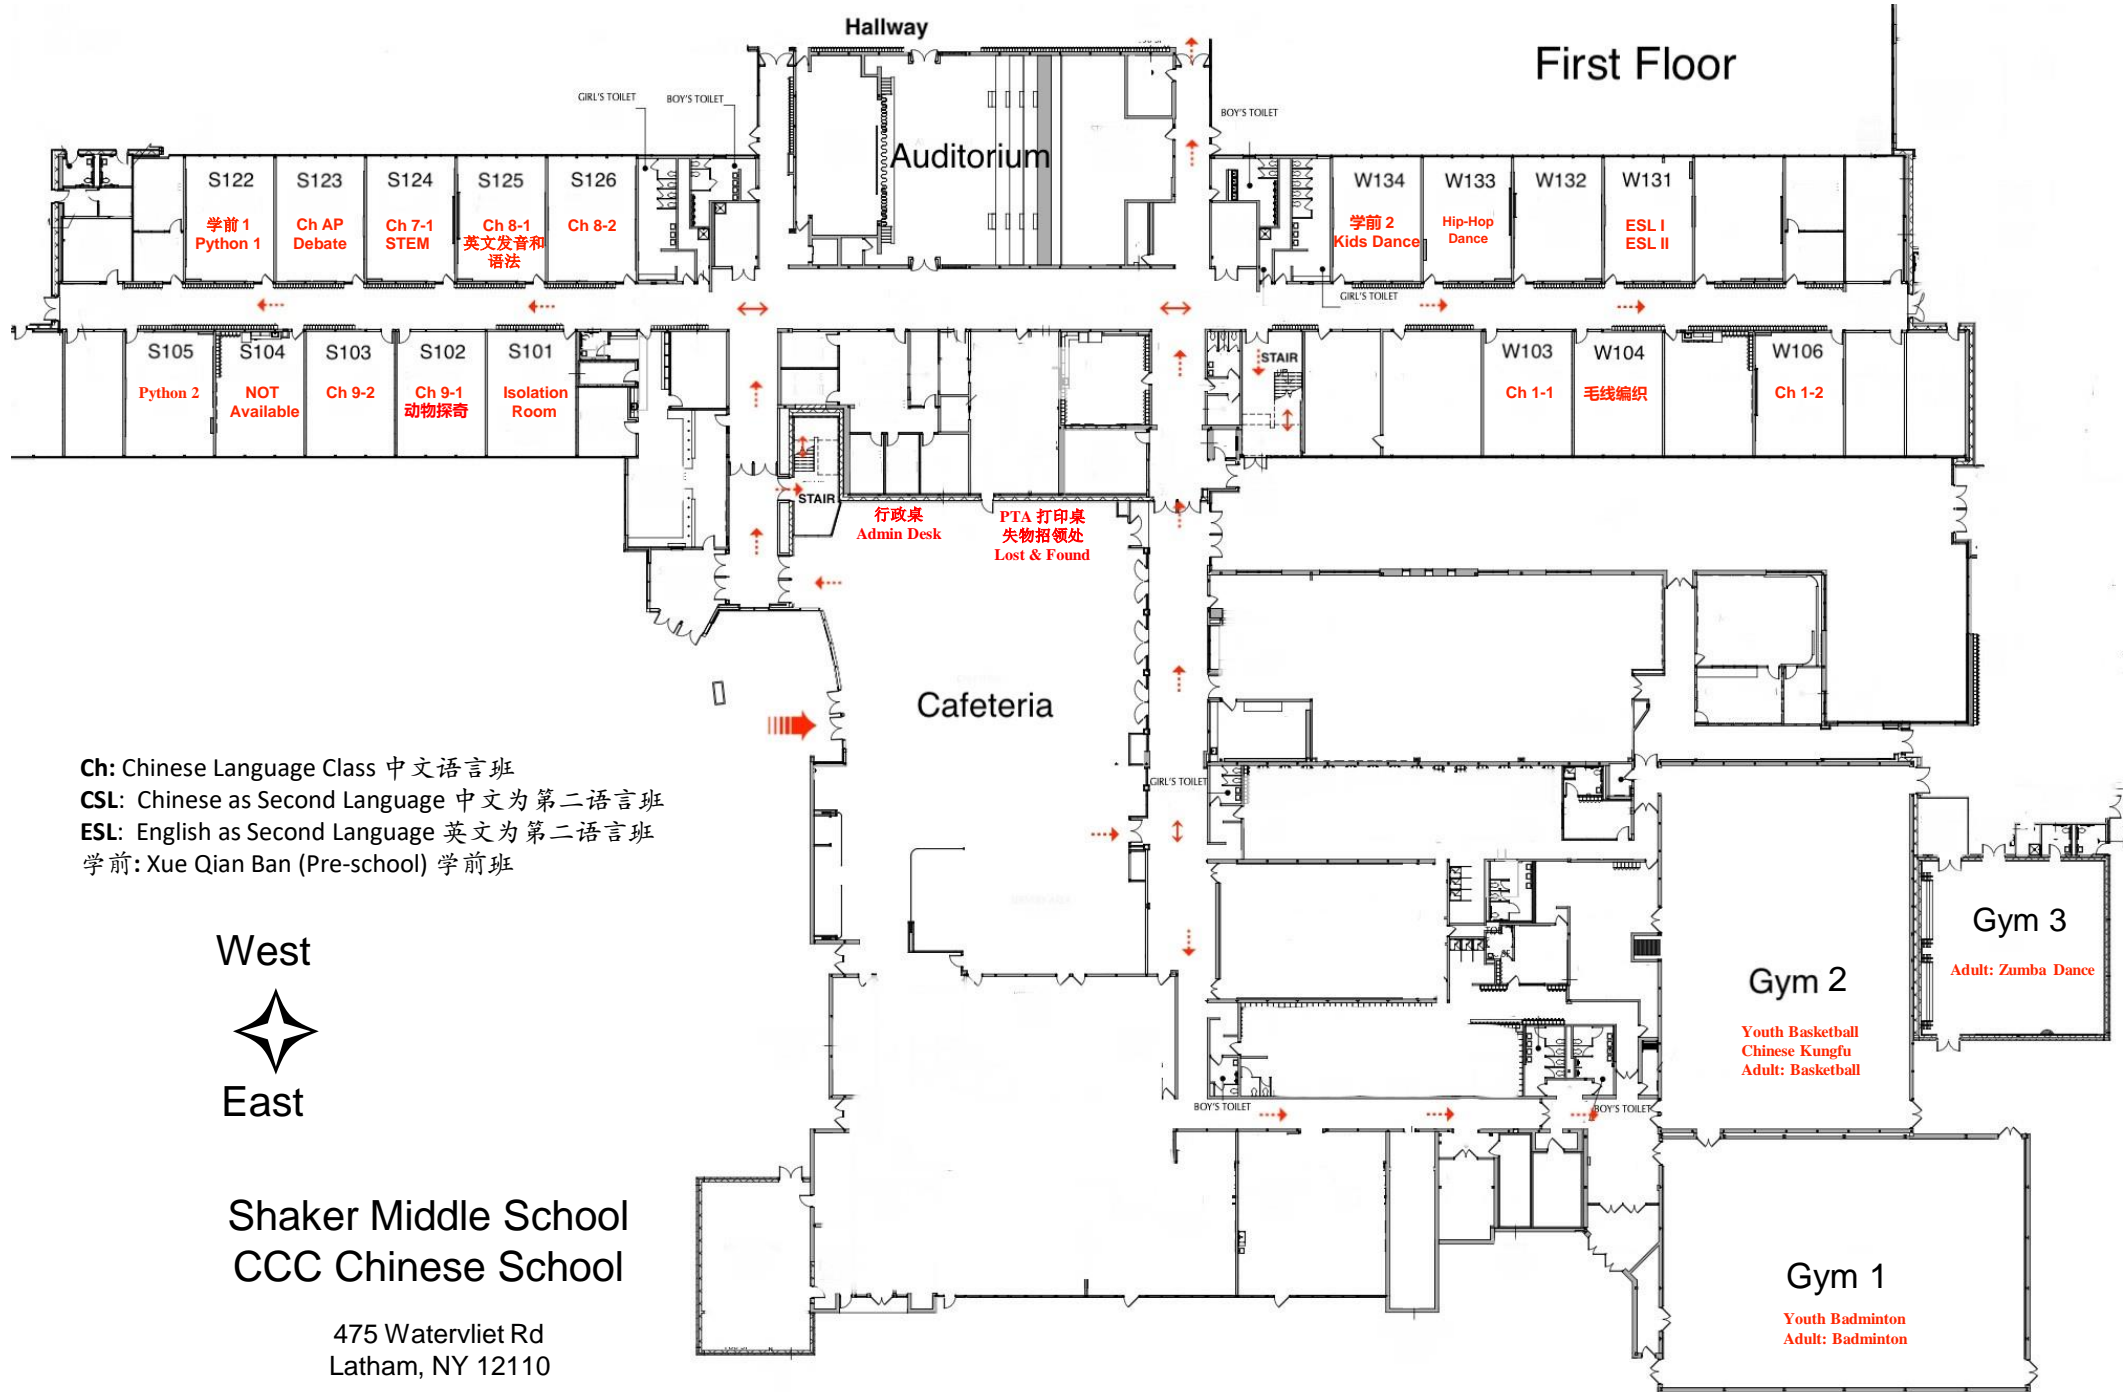 Hallway
First Floor
GIRL'S TOILET
BOY'S TOILET
BOY'S TOILET
Auditorium
S122
学前 1
Python 1
S123
Ch AP
Debate
S124
Ch 7-1
STEM
S125
Ch 8-1
英文发音和
语法
S126
Ch 8-2
W134
学前 2
Kids Dance
W133
Hip-Hop
Dance
W132
W131
ESL I
ESL II
GIRL'S TOILET
S105
Python 2
S104
NOT
Available
S103
Ch 9-2
S102
Ch 9-1
动物探奇
S101
Isolation
Room
STAIR
W103
Ch 1-1
W104
毛线编织
W106
Ch 1-2
STAIR
行政桌
Admin Desk
PTA 打印桌
失物招领处
Lost & Found
Cafeteria
Ch: Chinese Language Class 中文语言班
CSL: Chinese as Second Language 中文为第二语言班
ESL: English as Second Language 英文为第二语言班
学前: Xue Qian Ban (Pre-school) 学前班
GIRL'S TOILET
West
East
Gym 3
Adult: Zumba Dance
Gym 2
Youth Basketball
Chinese Kungfu
Adult: Basketball
BOY'S TOILET
BOY'S TOILET
Shaker Middle School
CCC Chinese School
475 Watervliet Rd
Latham, NY 12110
Gym 1
Youth Badminton
Adult: Badminton